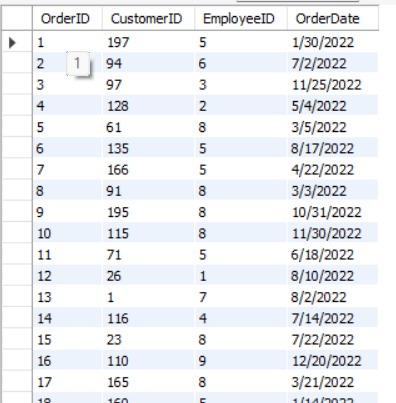 OrderID CustomerID EmployeeID OrderDate
1 197 5 1/30/2022
2 1 94 6 7/2/2022
3 97 3 11/25/2022
4 128 2 5/4/2022
5 61 8 3/5/2022
6 135 5 8/17/2022
7 166 5 4/22/2022
8 91 8 3/3/2022
9 195 8 10/31/2022
10 115 8 11/30/2022
11 71 5 6/18/2022
12 26 1 8/10/2022
13 1 7 8/2/2022
14 116 4 7/14/2022
15 23 8 7/22/2022
16 110 9 12/20/2022
17 165 8 3/21/2022